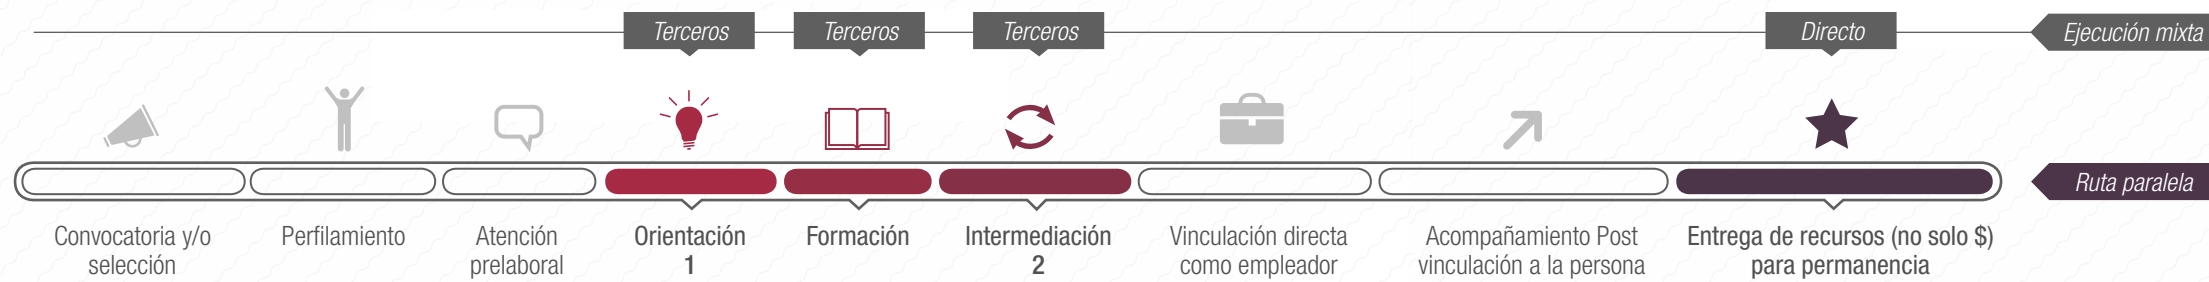 Terceros
Terceros
Terceros
Directo
Ejecución mixta
Ruta paralela
Convocatoria y/o
selección
Perfilamiento
Atención
prelaboral
Orientación
1
Formación
Intermediación
2
Vinculación directa
como empleador
Acompañamiento Post
vinculación a la persona
Entrega de recursos (no solo $)
para permanencia